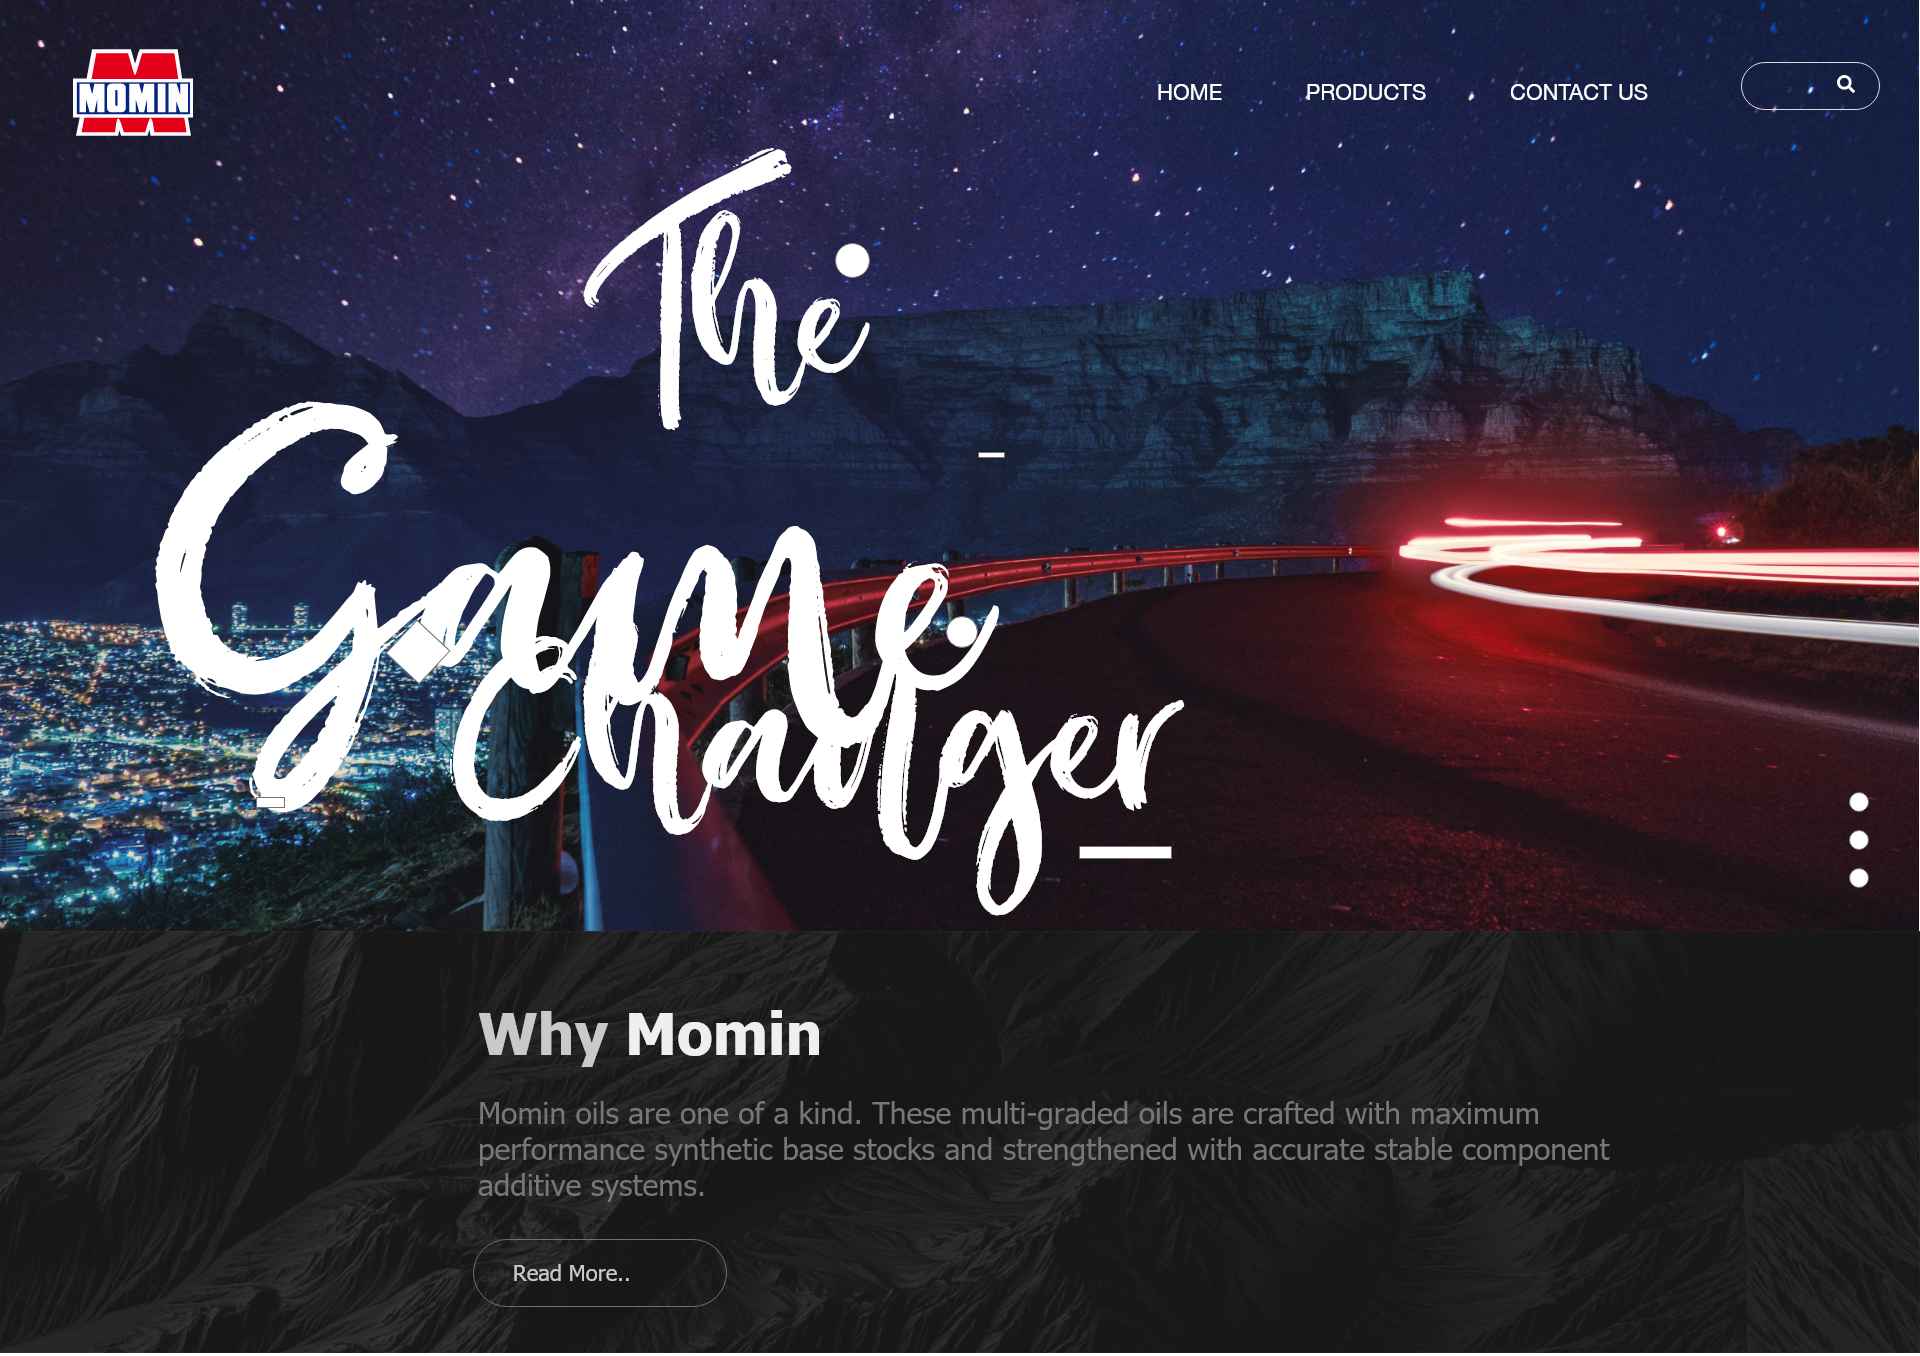 MOMIN
HOME
PRODUCTS
CONTACT US
The
Game
Changer
Why Momin
Momin oils are one of a kind. These multi-graded oils are crafted with maximum
performance synthetic base stocks and strengthened with accurate stable component
additive systems.
Read More..